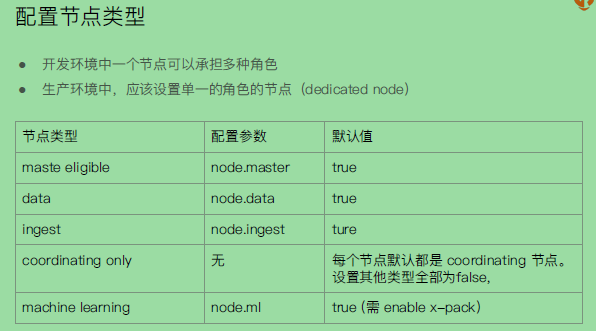 配置节点类型
● 开发环境中一个节点可以承担多种角色
● 生产环境中，应该设置单一的角色的节点（dedicated node）
节点类型 配置参数 默认值
maste eligible node.master true
data node.data true
ingest node.ingest ture
coordinating only 无 每个节点默认都是 coordinating 节点。
设置其他类型全部为false,
machine learning node.ml true (需 enable x-pack)